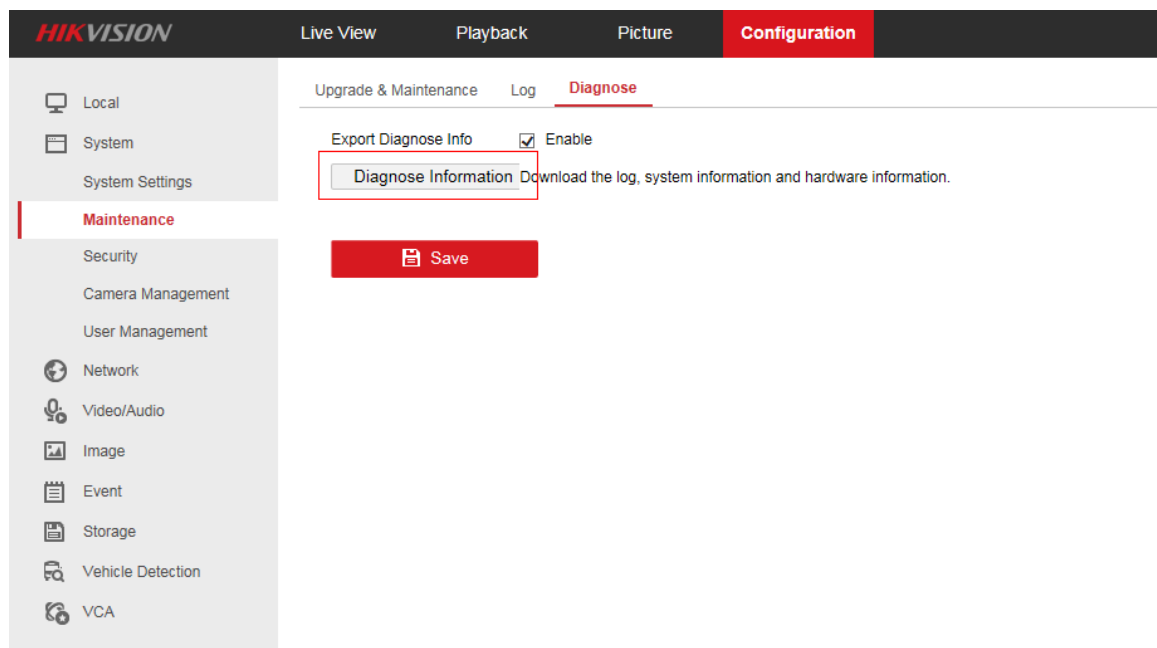 HIKVISION Live View Playback Picture Configuration
Local
System
System Settings
Maintenance
Security
Camera Management
User Management
Network
Video/Audio
Image
Event
Storage
Vehicle Detection
VCA
Upgrade & Maintenance Log Diagnose
Export Diagnose Info Enable
Diagnose Information Download the log, system information and hardware information.
Save